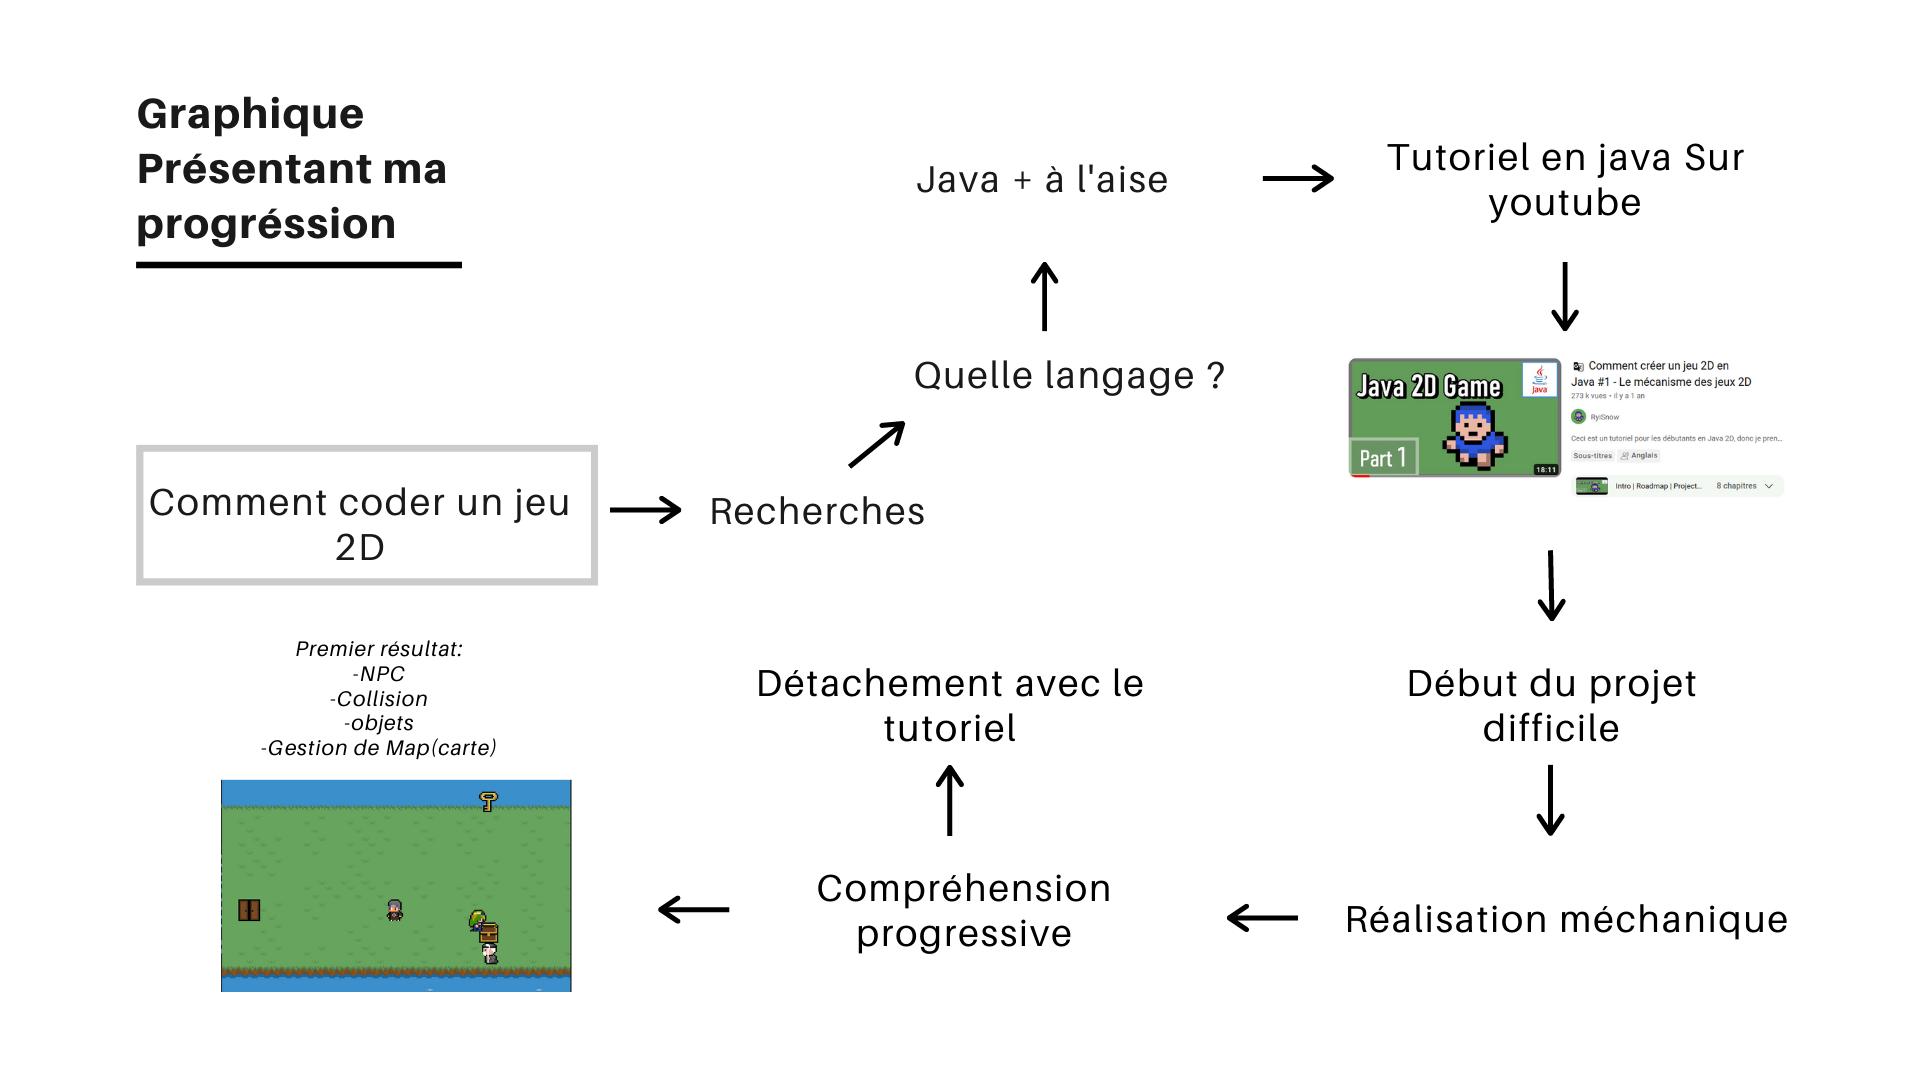 Graphique
Présentant ma
progréssion
Comment coder un jeu
2D
Recherches
Quelle langage ?
Java + à l'aise
Tutoriel en java Sur
youtube
Java 2D Game
Java
Part 1
18:11
Comment créer un jeu 2D en
Java #1 - Le mécanisme des jeux 2D
273 k vues • il y a 1 an
RyiSnow
Ceci est un tutoriel pour les débutants en Java 2D, donc je pren...
Sous-titres
Anglais
Intro | Roadmap | Project...
8 chapitres
Début du projet
difficile
Réalisation méchanique
Compréhension
progressive
Détachement avec le
tutoriel
Premier résultat:
-NPC
-Collision
-objets
-Gestion de Map(carte)